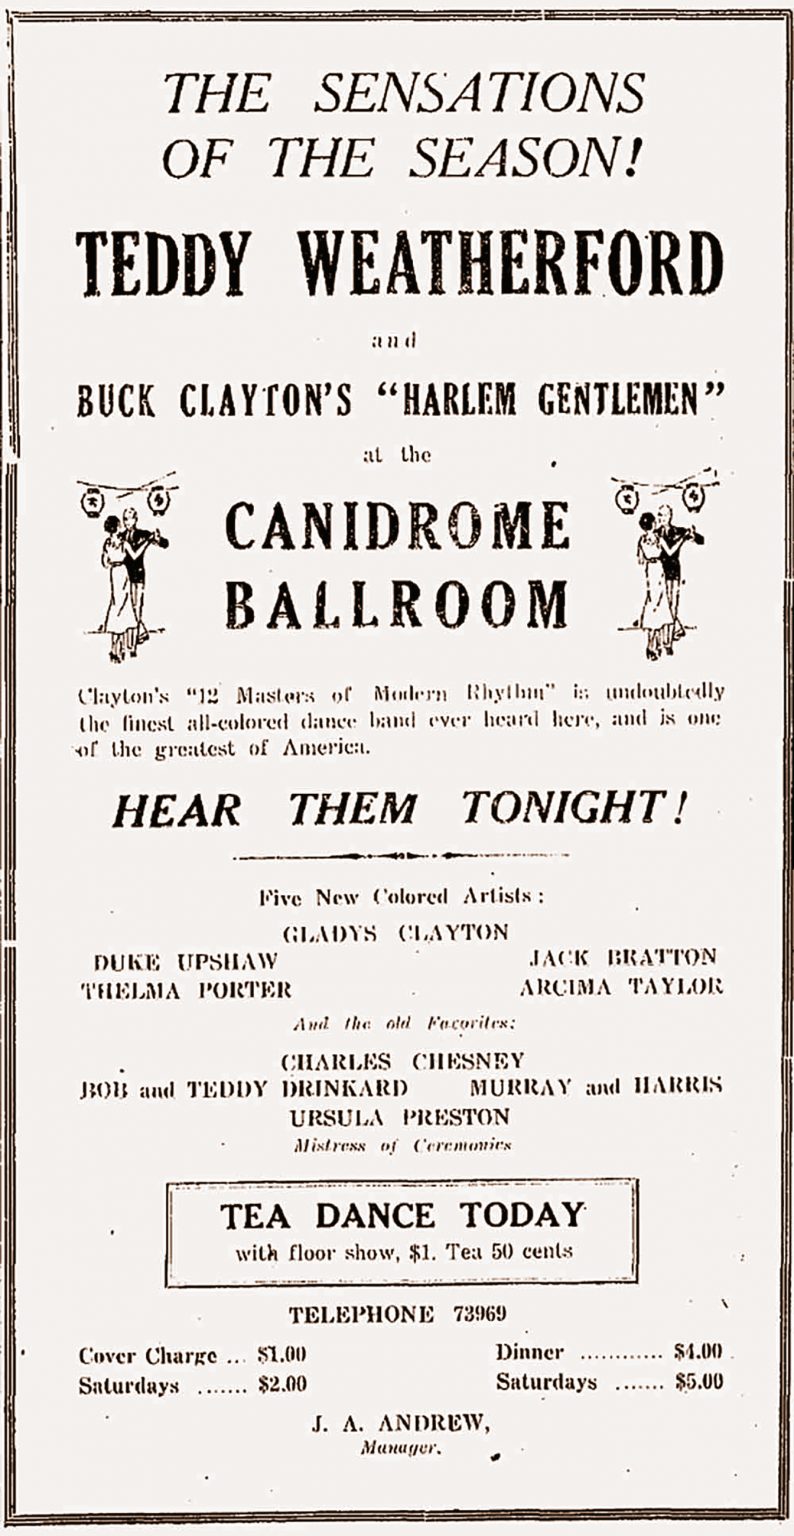 THE SENSATIONS
OF THE SEASON!
TEDDY WEATHERFORD
and
BUCK CLAYTON'S "HARLEM GENTLEMEN"
at the
CANIDROME
BALLROOM
Clayton's "12 Masters of Modern Rhythm" is undoubtedly
the finest all-colored dance band ever heard here, and is one
of the greatest of America.
HEAR THEM TONIGHT!
Five New Colored Artists:
GLADYS CLAYTON
DUKE UPSHAW JACK BRATTON
THELMA PORTER ARCIMA TAYLOR
And the old Favorites:
CHARLES CHESNEY
BOB and TEDDY DRINKARD MURRAY and HARRIS
URSULA PRESTON
Mistress of Ceremonies
TEA DANCE TODAY
with floor show, $1. Tea 50 cents
TELEPHONE 73969
Cover Charge ... $1.00 Dinner ............ $4.00
Saturdays ....... $2.00 Saturdays ....... $5.00
J. A. ANDREW,
Manager.